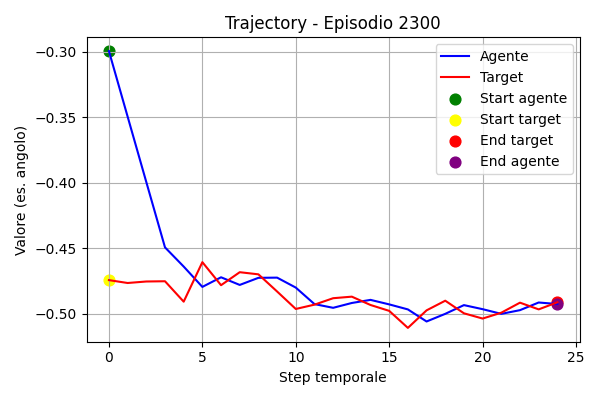 Trajectory - Episodio 2300
Agente
Target
Start agente
Start target
End target
End agente
Valore (es. angolo)
−0.30
−0.35
−0.40
−0.45
−0.50
0
5
10
15
20
25
Step temporale